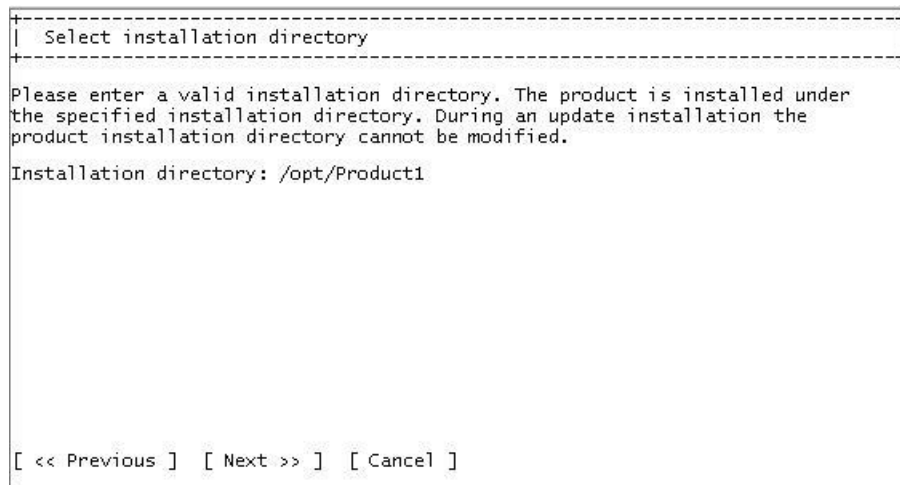 +------------------------------------------------------------------------------
|  Select installation directory
+------------------------------------------------------------------------------
Please enter a valid installation directory. The product is installed under
the specified installation directory. During an update installation the
product installation directory cannot be modified.
Installation directory: /opt/Product1
[ << Previous ]  [ Next >> ]  [ Cancel ]